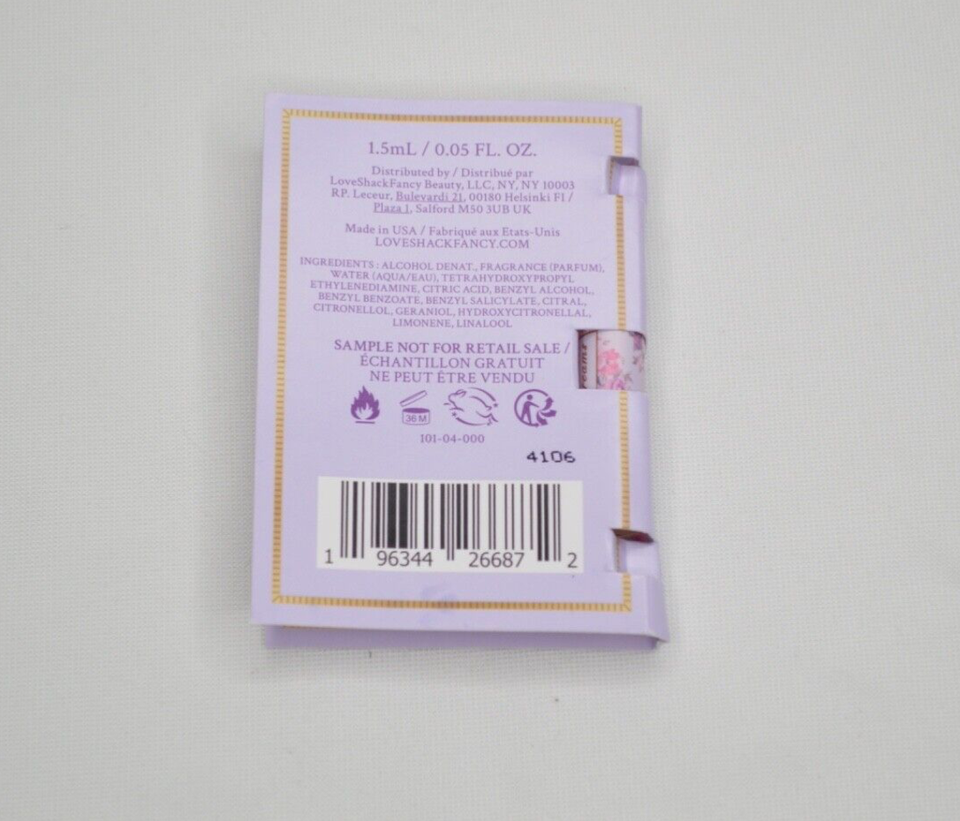 1.5mL / 0.05 FL. OZ.
Distributed by / Distribué par
LoveShackFancy Beauty, LLC, NY, NY 10003
RP. Leceur, Bulevardi 21, 00180 Helsinki FI /
Plaza 1, Salford M50 3UB UK
Made in USA / Fabriqué aux Etats-Unis
LOVESHACKFANCY.COM
INGREDIENTS : ALCOHOL DENAT., FRAGRANCE (PARFUM),
WATER (AQUA/EAU), TETRAHYDROXYPROPYL
ETHYLENEDIAMINE, CITRIC ACID, BENZYL ALCOHOL,
BENZYL BENZOATE, BENZYL SALICYLATE, CITRAL,
CITRONELLOL, GERANIOL, HYDROXYCITRONELLAL,
LIMONENE, LINALOOL
SAMPLE NOT FOR RETAIL SALE /
ÉCHANTILLON GRATUIT
NE PEUT ÊTRE VENDU
36 M
101-04-000
4106
1 96344 26687 2